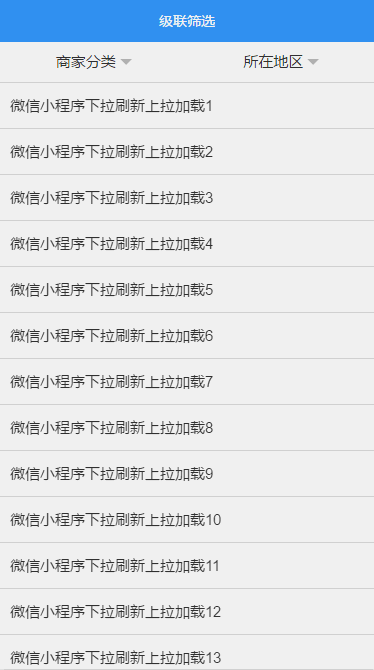 级联筛选
商家分类 所在地区
微信小程序下拉刷新上拉加载1
微信小程序下拉刷新上拉加载2
微信小程序下拉刷新上拉加载3
微信小程序下拉刷新上拉加载4
微信小程序下拉刷新上拉加载5
微信小程序下拉刷新上拉加载6
微信小程序下拉刷新上拉加载7
微信小程序下拉刷新上拉加载8
微信小程序下拉刷新上拉加载9
微信小程序下拉刷新上拉加载10
微信小程序下拉刷新上拉加载11
微信小程序下拉刷新上拉加载12
微信小程序下拉刷新上拉加载13